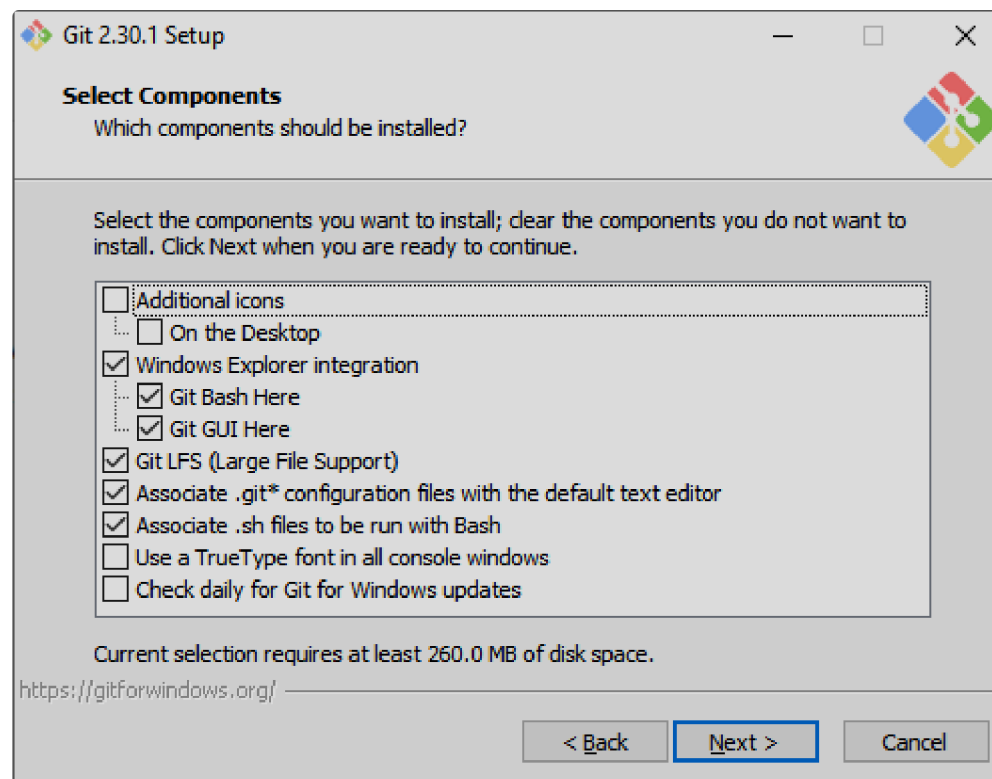 Git 2.30.1 Setup
Select Components
Which components should be installed?
Select the components you want to install; clear the components you do not want to
install. Click Next when you are ready to continue.
Additional icons
On the Desktop
Windows Explorer integration
Git Bash Here
Git GUI Here
Git LFS (Large File Support)
Associate .git* configuration files with the default text editor
Associate .sh files to be run with Bash
Use a TrueType font in all console windows
Check daily for Git for Windows updates
Current selection requires at least 260.0 MB of disk space.
https://gitforwindows.org/
< Back
Next >
Cancel